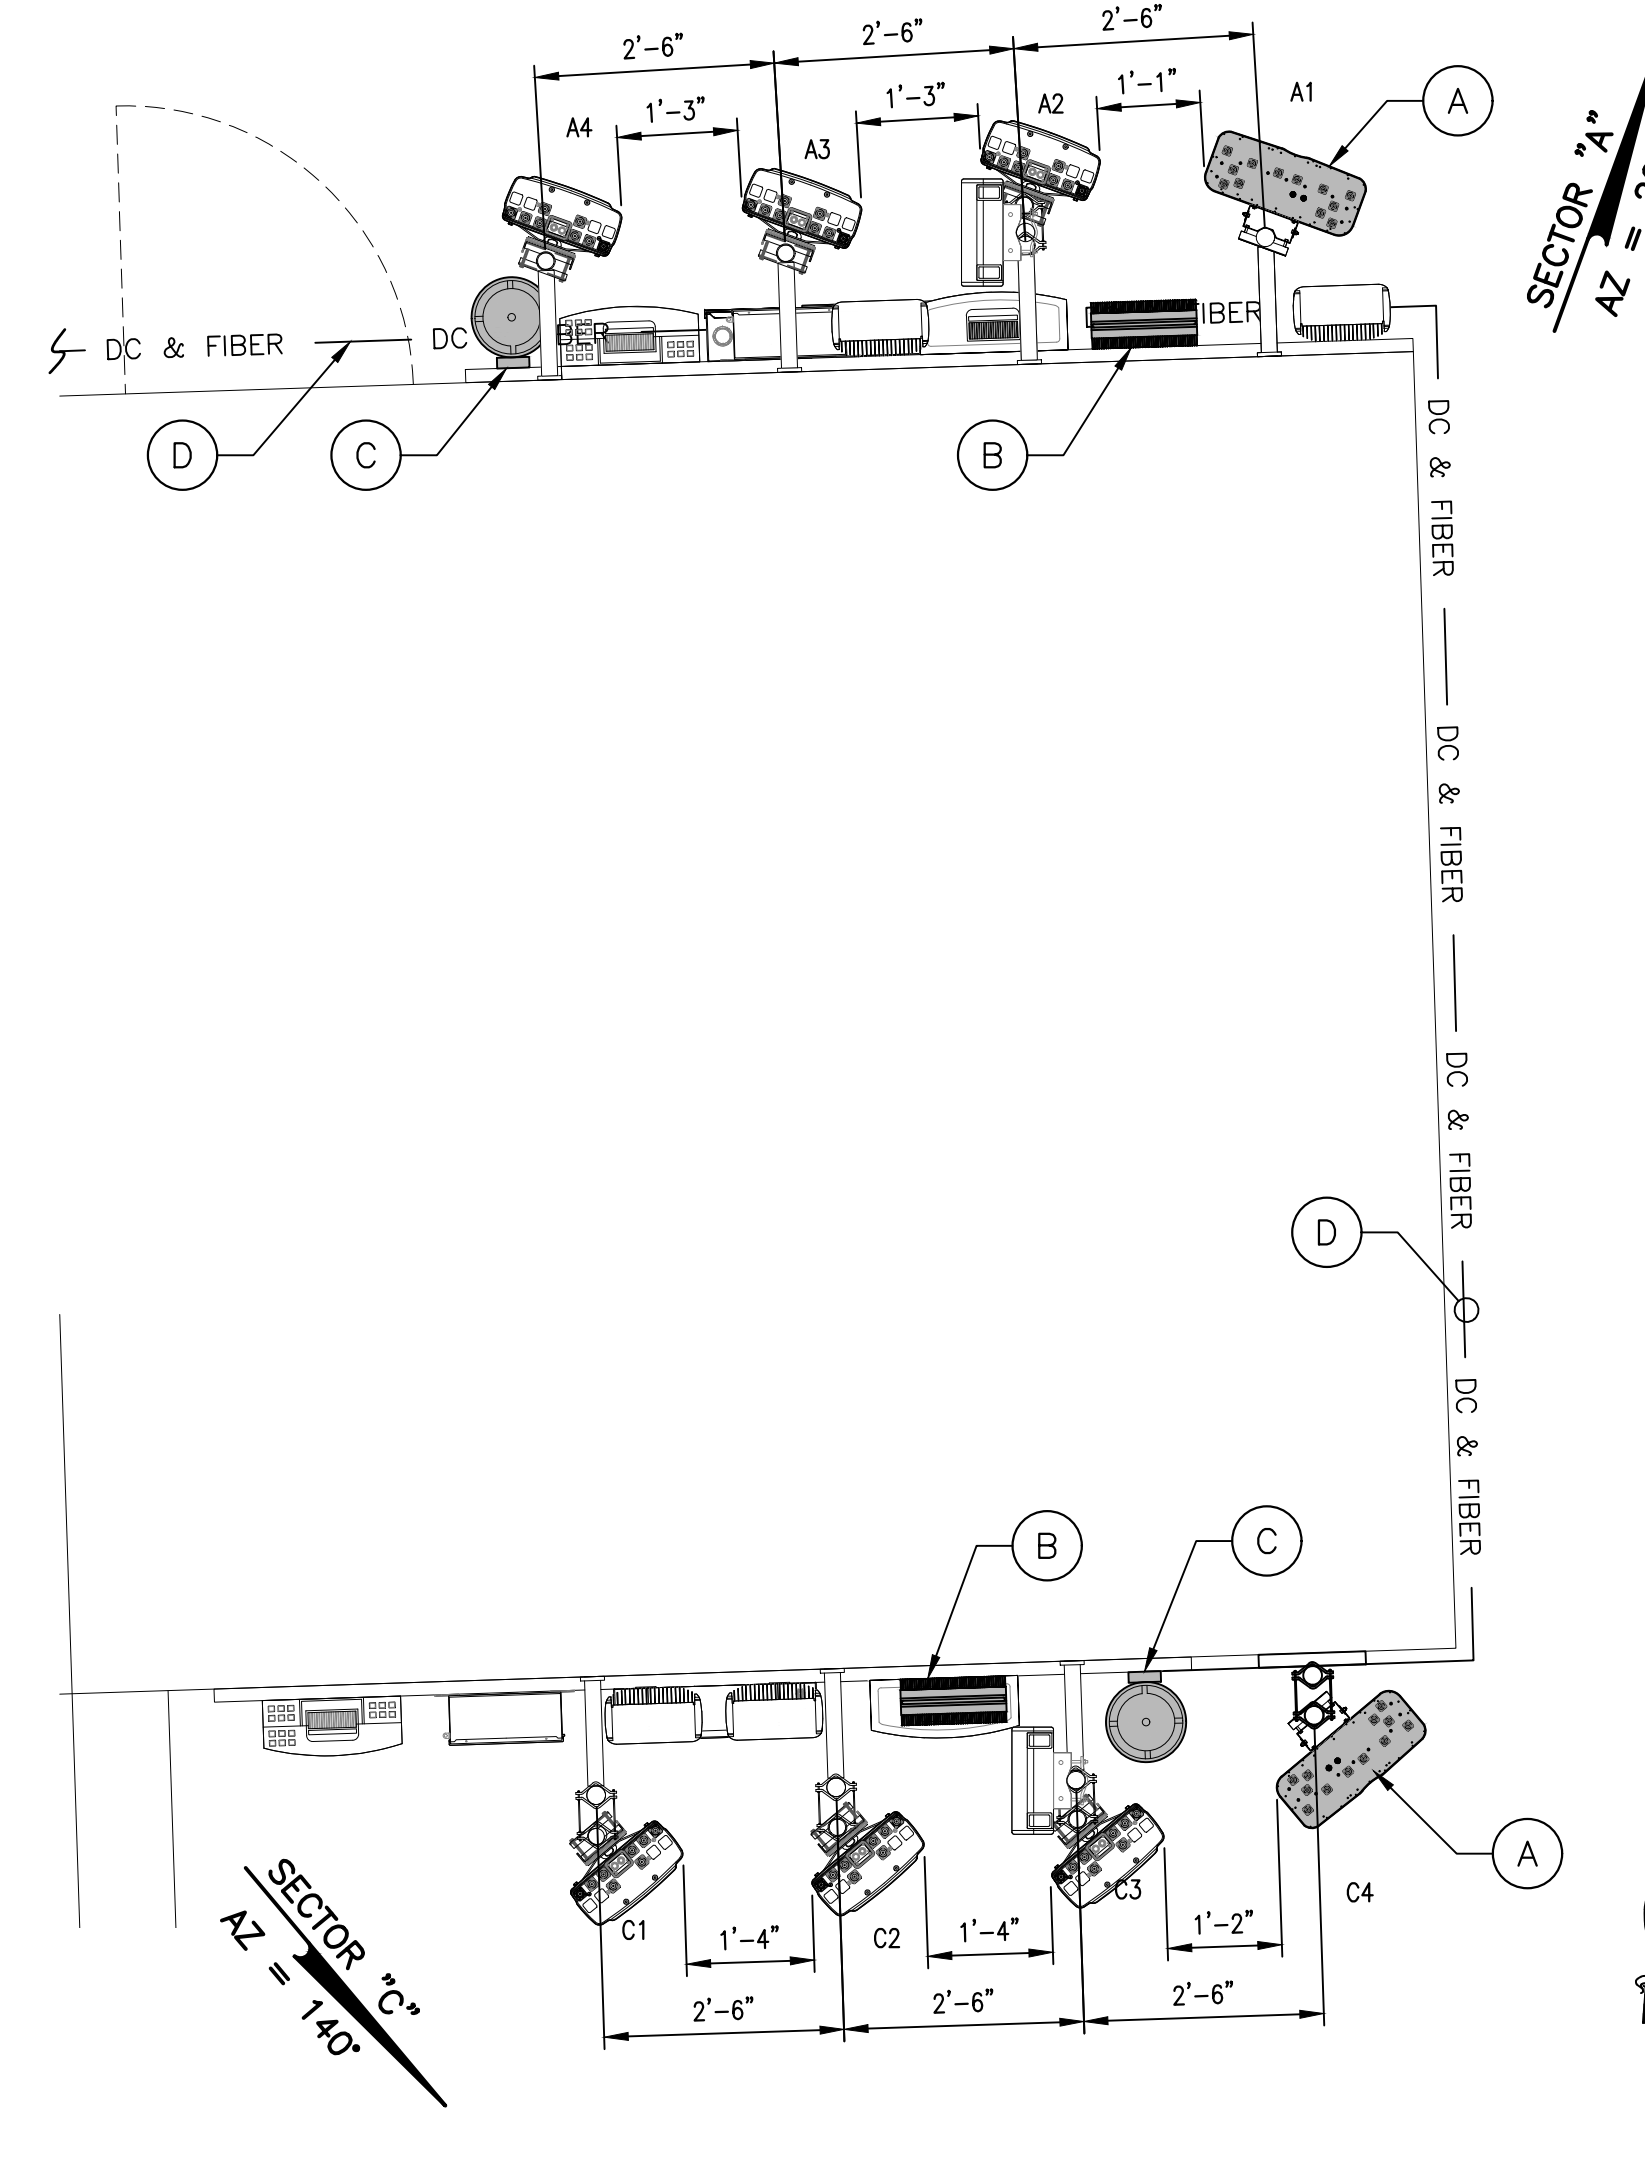 2'-6"
2'-6"
2'-6"
1'-3"
1'-3"
1'-1"
A4
A3
A2
A1
A
SECTOR "A"
AZ =
DC & FIBER
DC
BER
IBER
D
C
B
DC & FIBER
DC & FIBER
DC & FIBER
D
DC & FIBER
B
C
A
C1
C2
C3
C4
1'-4"
1'-4"
1'-2"
2'-6"
2'-6"
2'-6"
SECTOR "C"
AZ = 140°